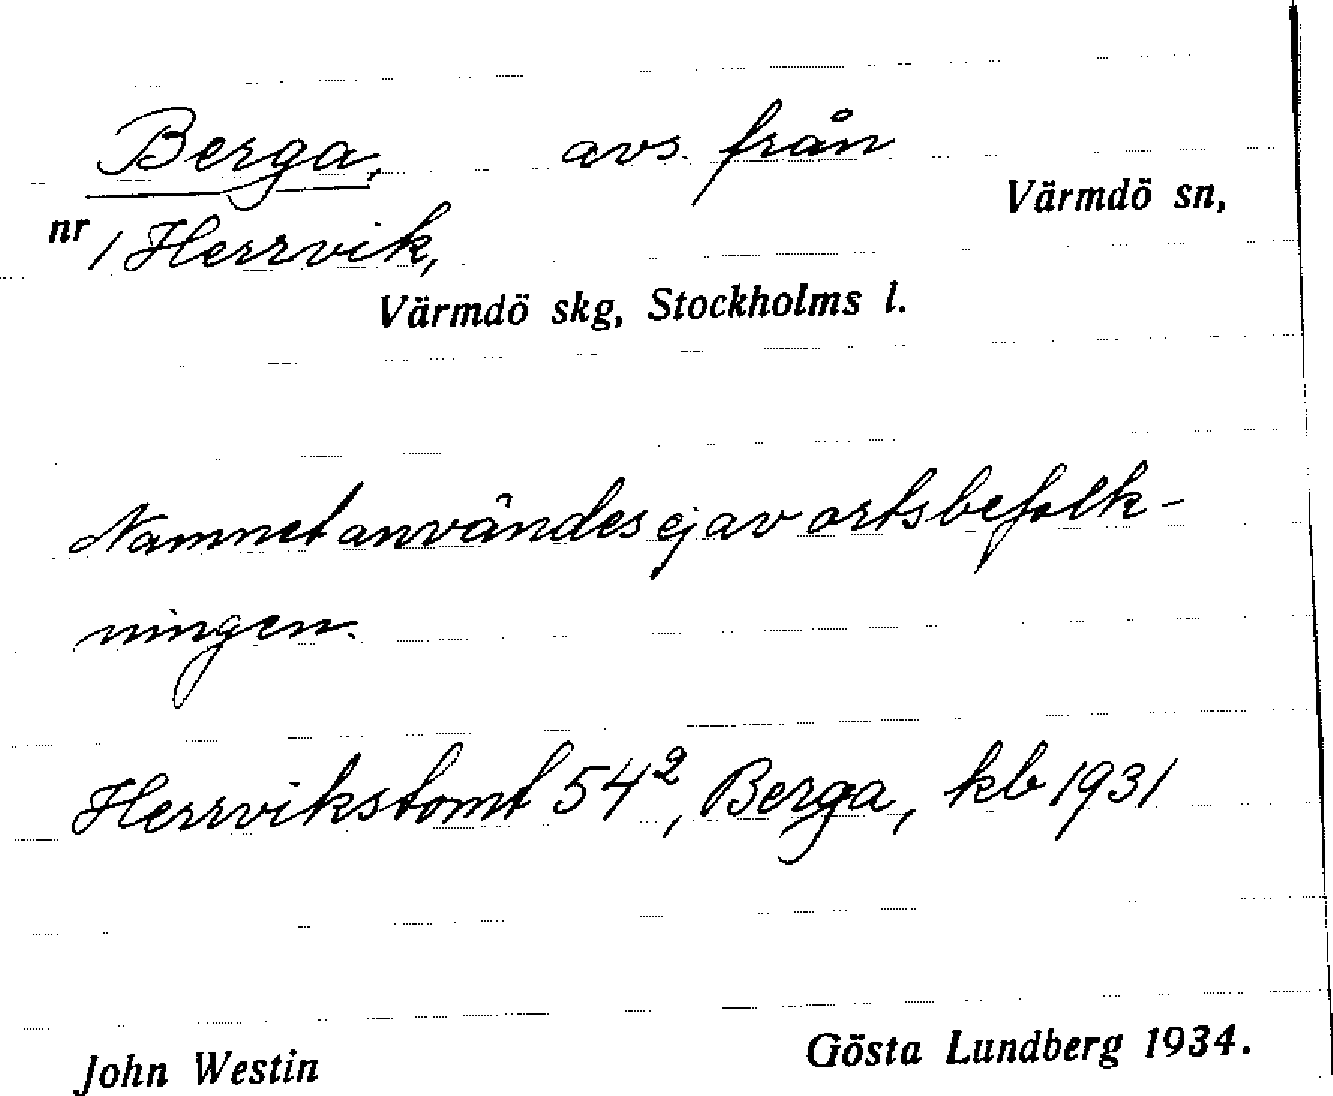 Berga, avs. från
Värmdö sn,
nr 1 Herrvik,
Värmdö skg, Stockholms l.
Namnet användes ej av ortsbefolk-
ningen.
Herrvikstomt 54², Berga, kb 1931
John Westin Gösta Lundberg 1934.